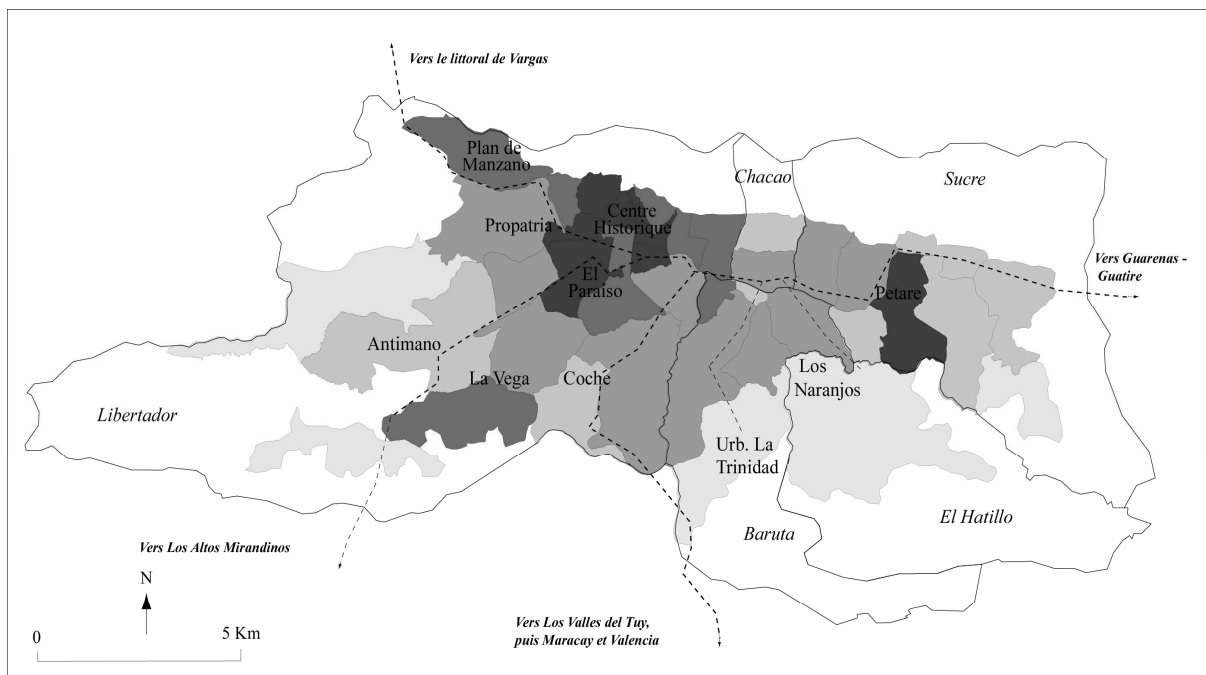 Vers le littoral de Vargas
Plan de
Manzano
Chacao
Sucre
Centre
Historique
Propatria
Vers Guarenas -
Guatire
El
Paraiso
Petare
Antimano
La Vega
Coche
Los
Naranjos
Libertador
Urb. La
Trinidad
El Hatillo
Baruta
Vers Los Altos Mirandinos
N
Vers Los Valles del Tuy,
puis Maracay et Valencia
0 5 Km